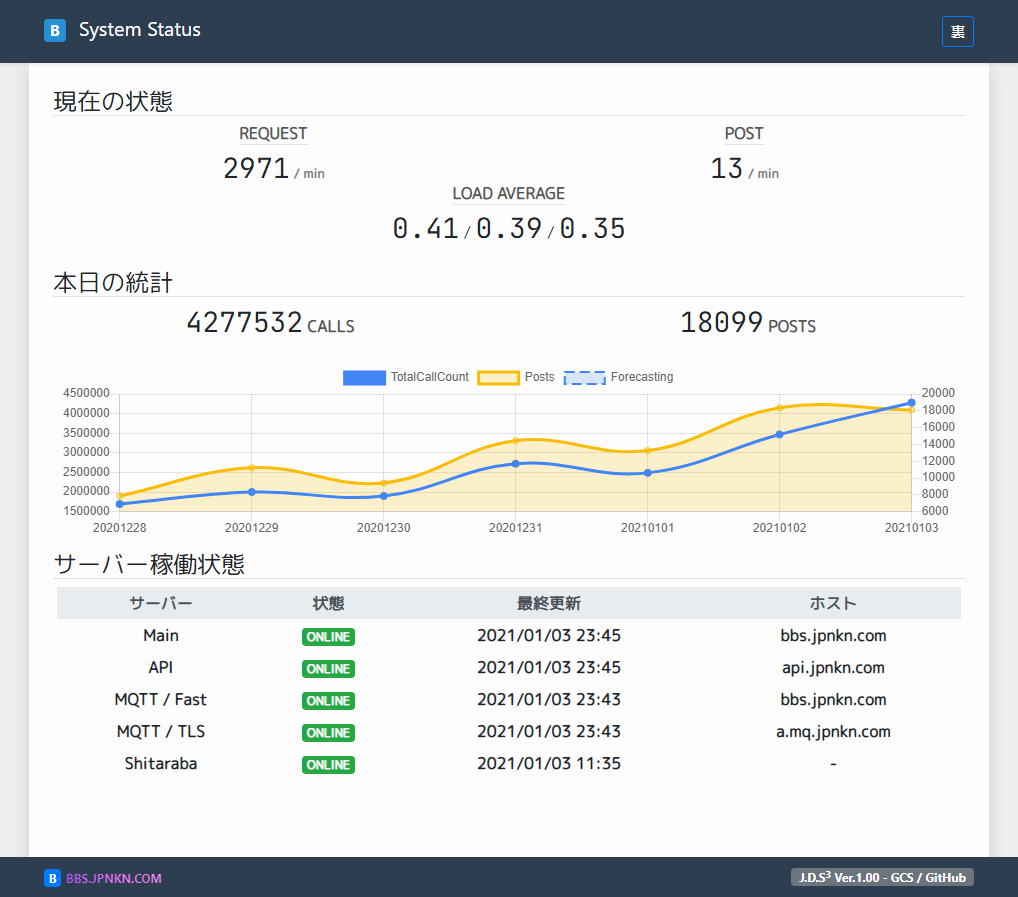 B System Status 裏
現在の状態
REQUEST POST
2971 / min 13 / min
LOAD AVERAGE
0.41 / 0.39 / 0.35
本日の統計
4277532 CALLS 18099 POSTS
TotalCallCount Posts Forecasting
4500000 20000
4000000 18000
3500000 16000
3000000 14000
2500000 12000
2000000 10000
1500000 8000
6000
20201228 20201229 20201230 20201231 20210101 20210102 20210103
サーバー稼働状態
サーバー 状態 最終更新 ホスト
Main ONLINE 2021/01/03 23:45 bbs.jpnkn.com
API ONLINE 2021/01/03 23:45 api.jpnkn.com
MQTT / Fast ONLINE 2021/01/03 23:43 bbs.jpnkn.com
MQTT / TLS ONLINE 2021/01/03 23:43 a.mq.jpnkn.com
Shitaraba ONLINE 2021/01/03 11:35 -
B BBS.JPNKN.COM J.D.S³ Ver.1.00 - GCS / GitHub